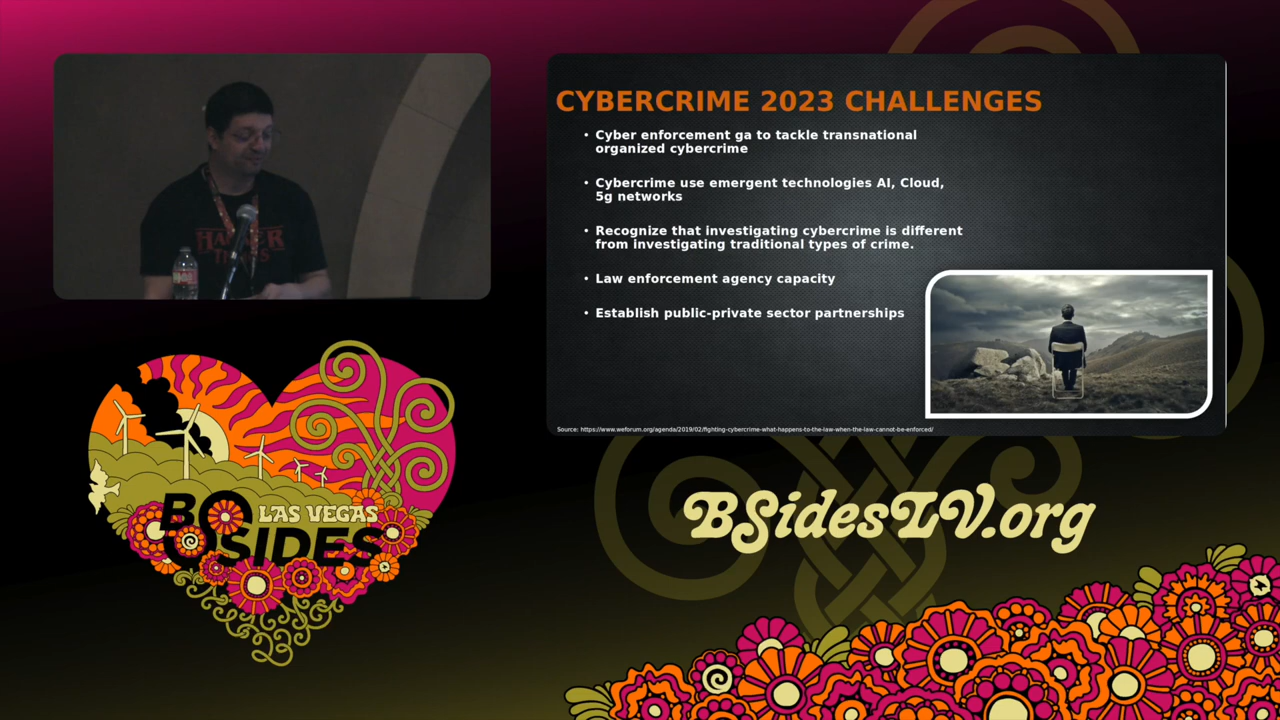 CYBERCRIME 2023 CHALLENGES
• Cyber enforcement ga to tackle transnational
organized cybercrime
• Cybercrime use emergent technologies AI, Cloud,
5g networks
• Recognize that investigating cybercrime is different
from investigating traditional types of crime.
• Law enforcement agency capacity
• Establish public-private sector partnerships
Source: https://www.weforum.org/agenda/2019/02/fighting-cybercrime-what-happens-to-the-law-when-the-law-cannot-be-enforced/
HACKER
THINGS
LAS VEGAS
BSIDES
BSidesLV.org